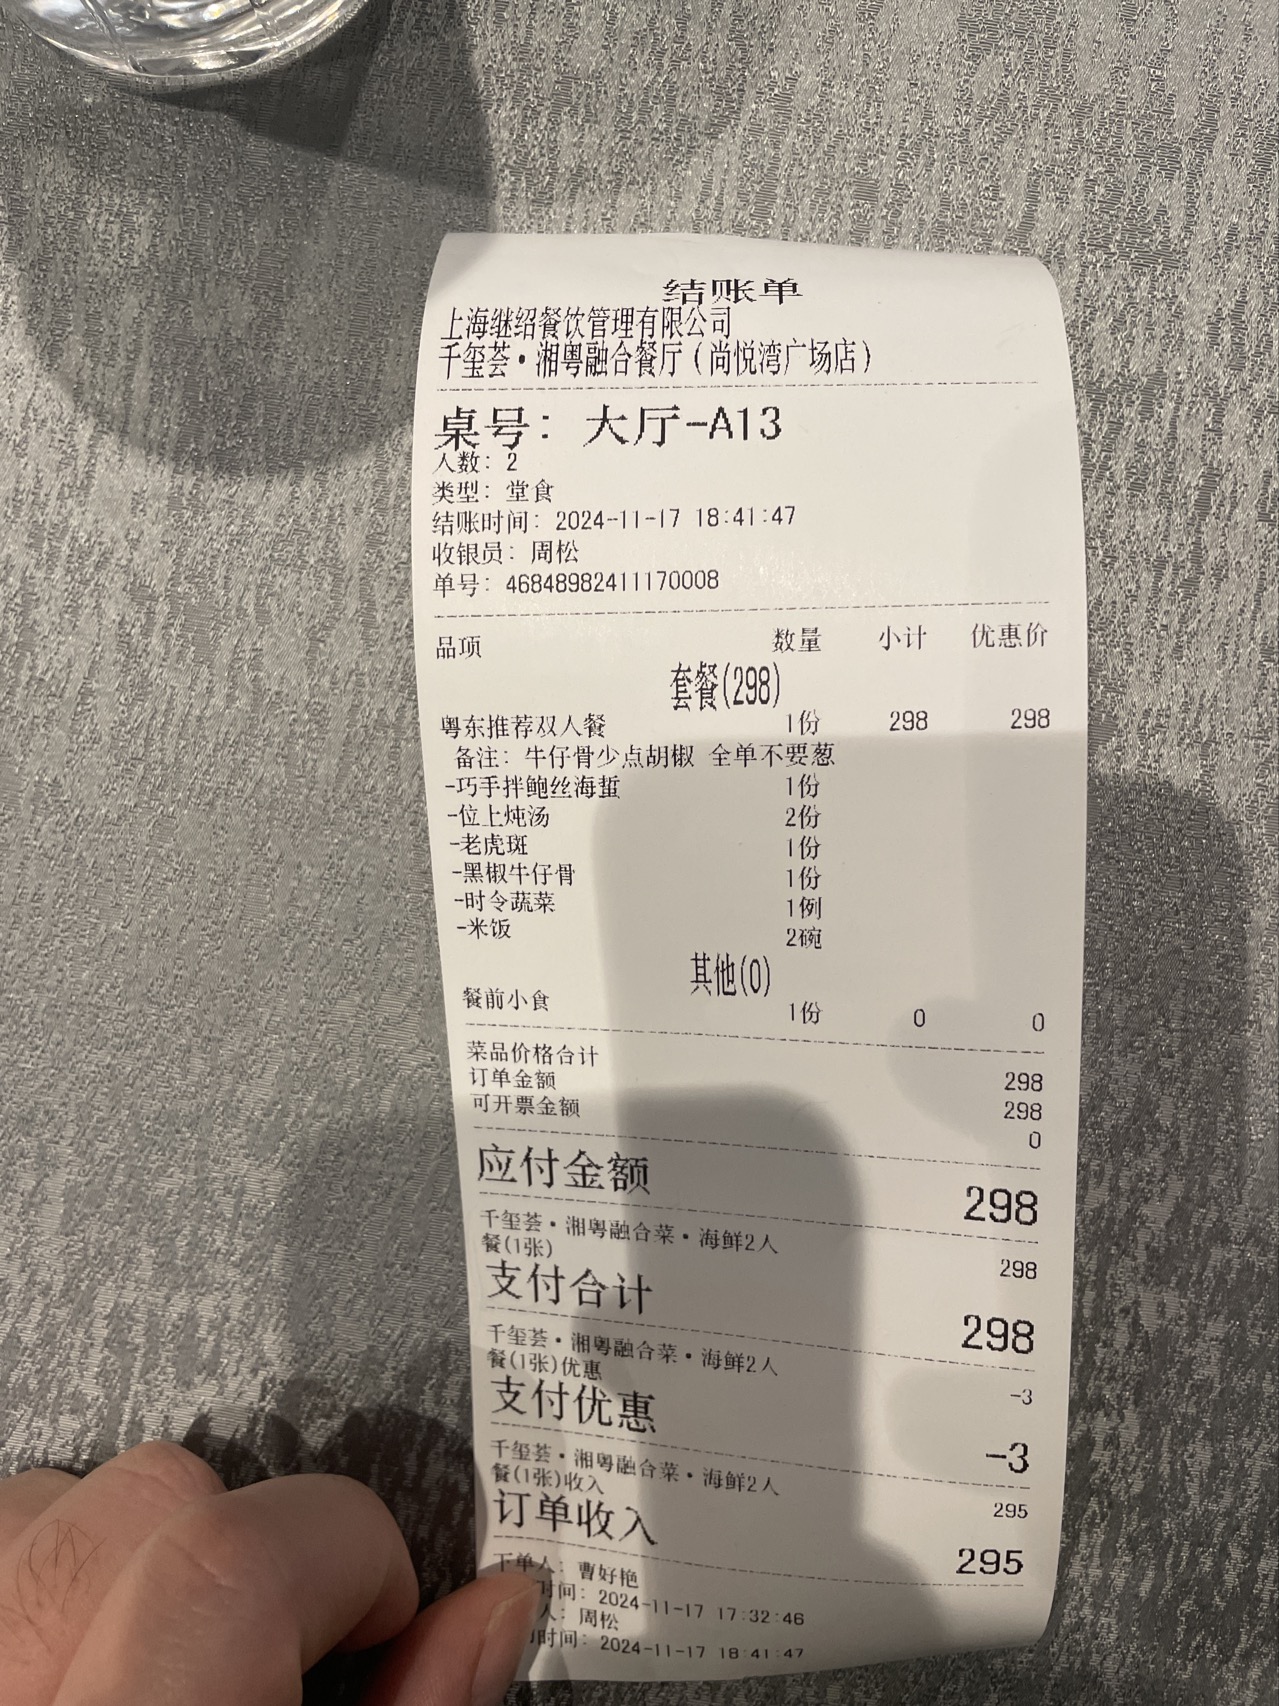 结账单
上海继绍餐饮管理有限公司
千玺荟·湘粤融合餐厅（尚悦湾广场店）
桌号：大厅-A13
人数：2
类型：堂食
结账时间：2024-11-17 18:41:47
收银员：周松
单号：46848982411170008
品项 数量 小计 优惠价
套餐(298)
粤东推荐双人餐 1份 298 298
备注：牛仔骨少点胡椒 全单不要葱
-巧手拌鲍丝海蜇 1份
-位上炖汤 2份
-老虎斑 1份
-黑椒牛仔骨 1份
-时令蔬菜 1例
-米饭 2碗
其他(0)
餐前小食 1份 0 0
菜品价格合计 298
订单金额 298
可开票金额 0
应付金额 298
千玺荟·湘粤融合菜·海鲜2人
餐(1张) 298
支付合计 298
千玺荟·湘粤融合菜·海鲜2人
餐(1张)优惠 -3
支付优惠 -3
千玺荟·湘粤融合菜·海鲜2人
餐(1张)收入 295
订单收入 295
下单人：曹好艳
时间：2024-11-17 17:32:46
人：周松
时间：2024-11-17 18:41:47